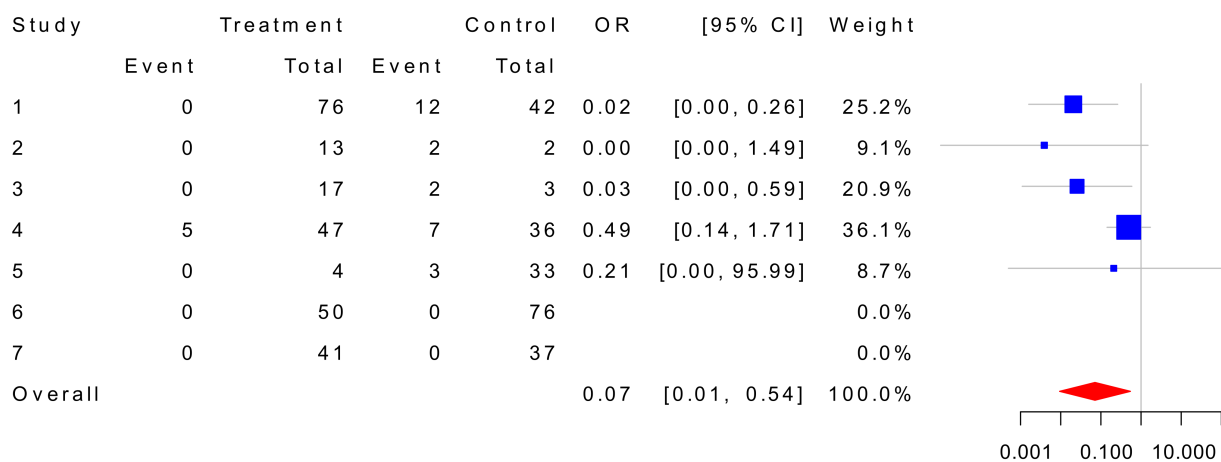 Study Treatment Control OR [95% CI] Weight
Event Total Event Total
1 0 76 12 42 0.02 [0.00, 0.26] 25.2%
2 0 13 2 2 0.00 [0.00, 1.49] 9.1%
3 0 17 2 3 0.03 [0.00, 0.59] 20.9%
4 5 47 7 36 0.49 [0.14, 1.71] 36.1%
5 0 4 3 33 0.21 [0.00, 95.99] 8.7%
6 0 50 0 76 0.0%
7 0 41 0 37 0.0%
Overall 0.07 [0.01, 0.54] 100.0%
0.001 0.100 10.000